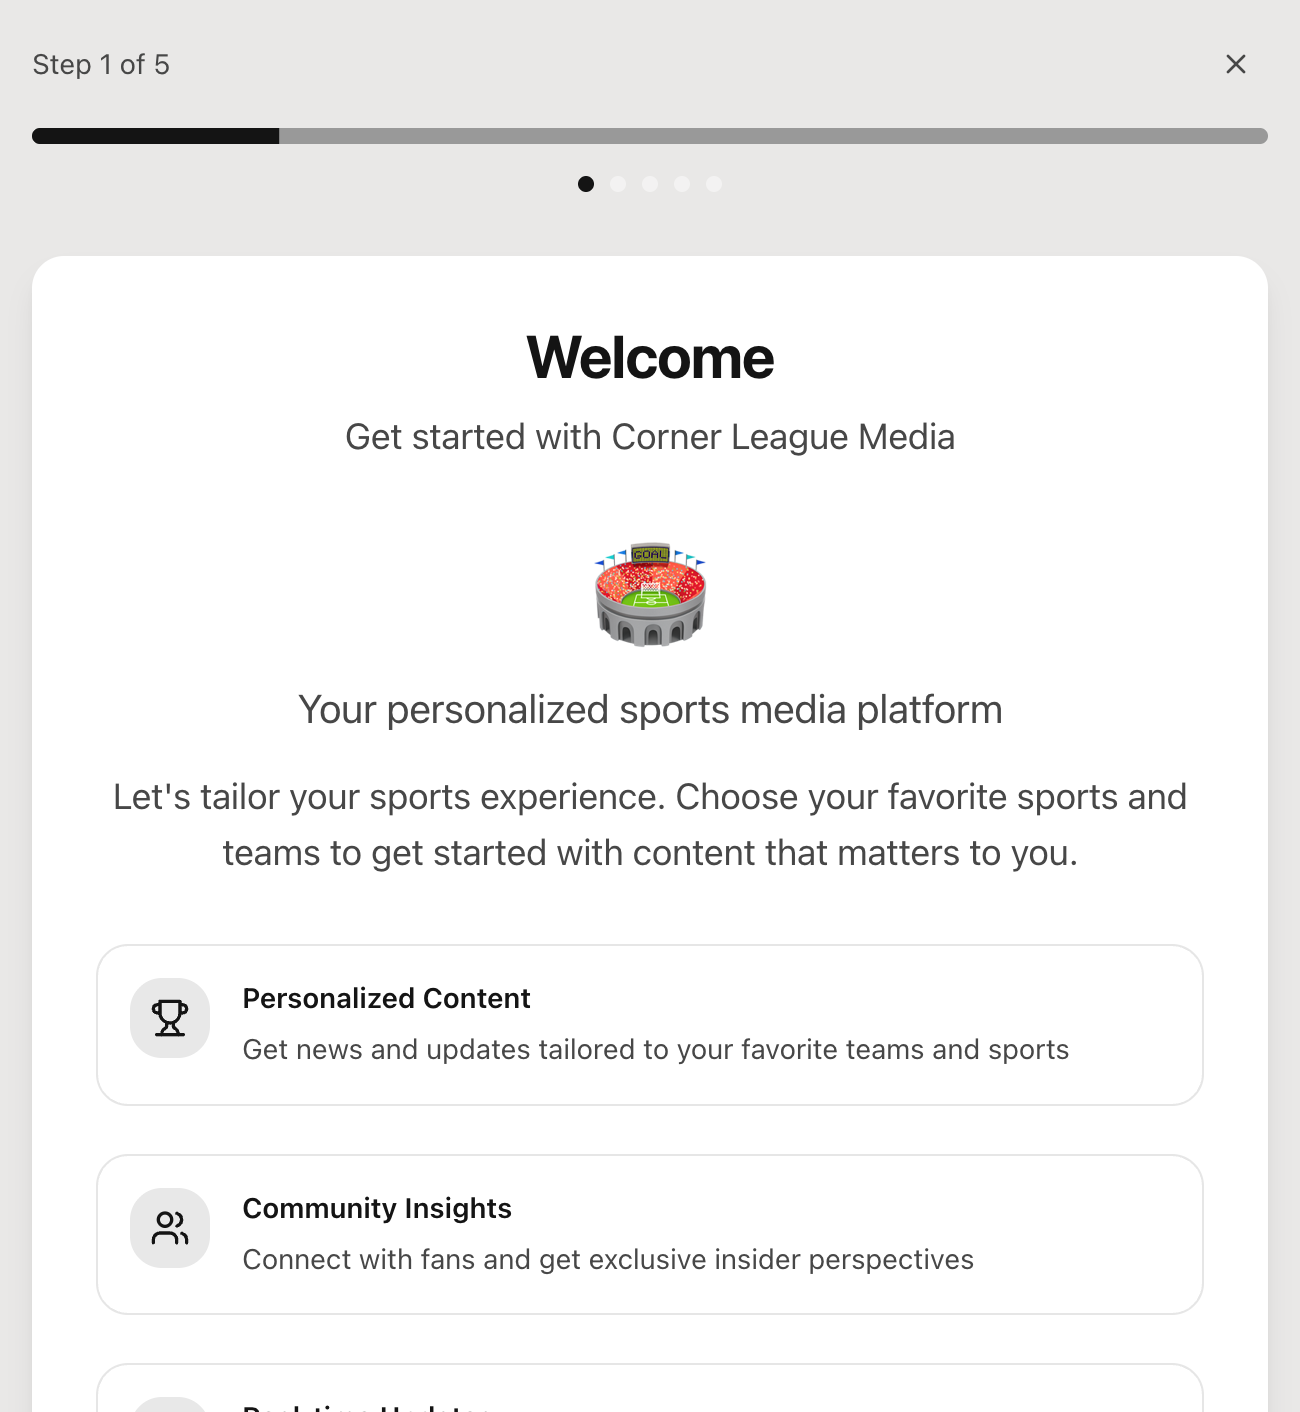 Step 1 of 5
Welcome
Get started with Corner League Media
GOAL
Your personalized sports media platform
Let's tailor your sports experience. Choose your favorite sports and
teams to get started with content that matters to you.
Personalized Content
Get news and updates tailored to your favorite teams and sports
Community Insights
Connect with fans and get exclusive insider perspectives